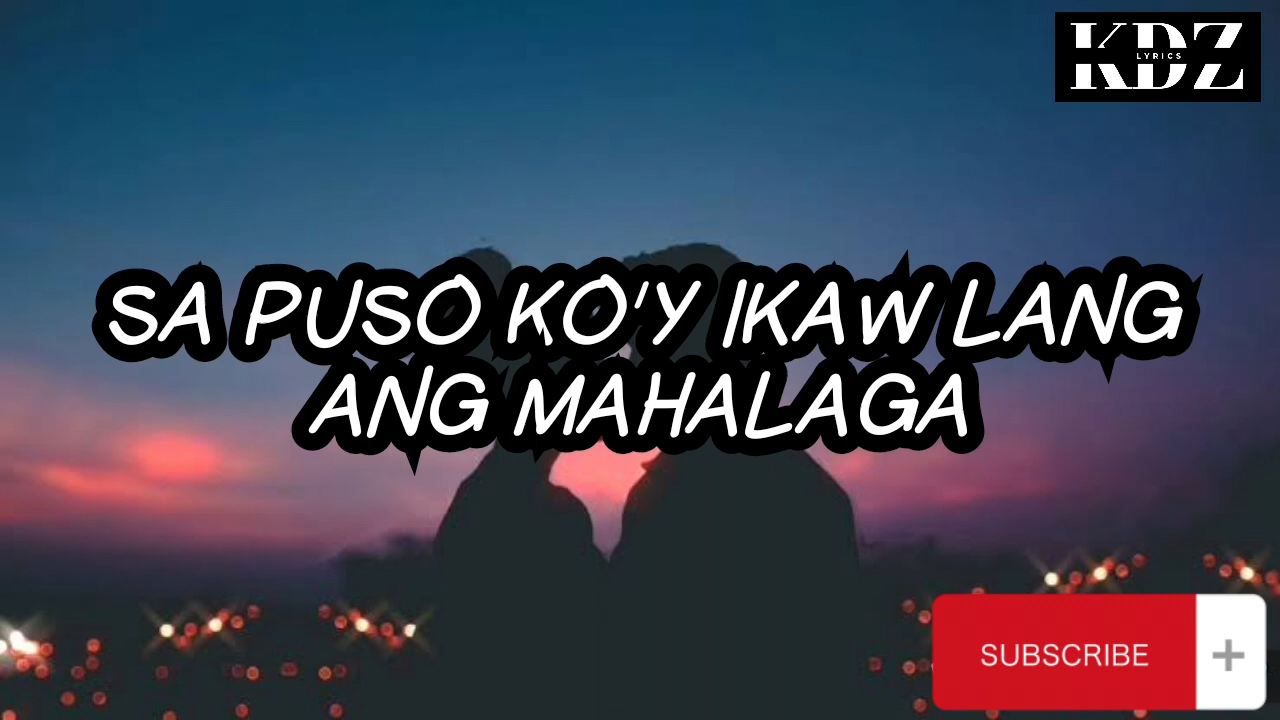 KDZ
LYRICS
SA PUSO KO'Y IKAW LANG
ANG MAHALAGA
SUBSCRIBE +